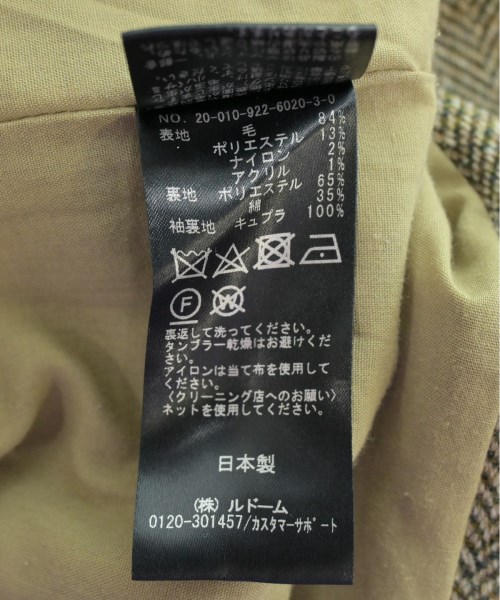 NO. 20-010-922-6020-3-0
表地 毛 84%
ポリエステル 13%
ナイロン 2%
アクリル 1%
裏地 ポリエステル 65%
綿 35%
袖裏地 キュプラ 100%
F
W
裏返して洗ってください。
タンブラー乾燥はお避けくだ
さい。
アイロンは当て布を使用して
ください。
〈クリーニング店へのお願い〉
ネットを使用してください。
日本製
(株) ルドーム
0120-301457/カスタマーサポート